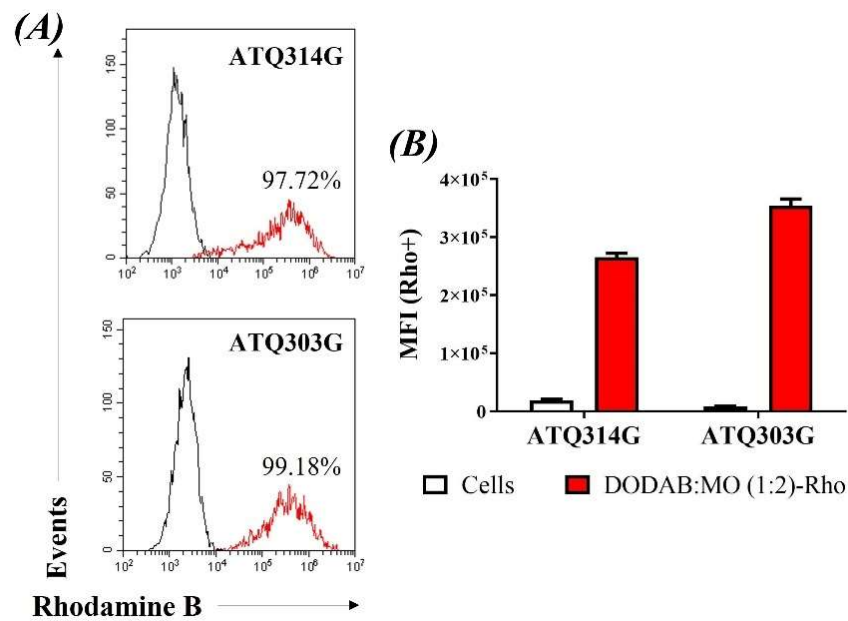 (A)
ATQ314G
97.72%
150
100
50
0
10² 10³ 10⁴ 10⁵ 10⁶ 10⁷
ATQ303G
99.18%
150
100
50
0
10² 10³ 10⁴ 10⁵ 10⁶ 10⁷
Events
Rhodamine B
(B)
MFI (Rho+)
4×10⁵
3×10⁵
2×10⁵
1×10⁵
0
ATQ314G ATQ303G
Cells DODAB:MO (1:2)-Rho